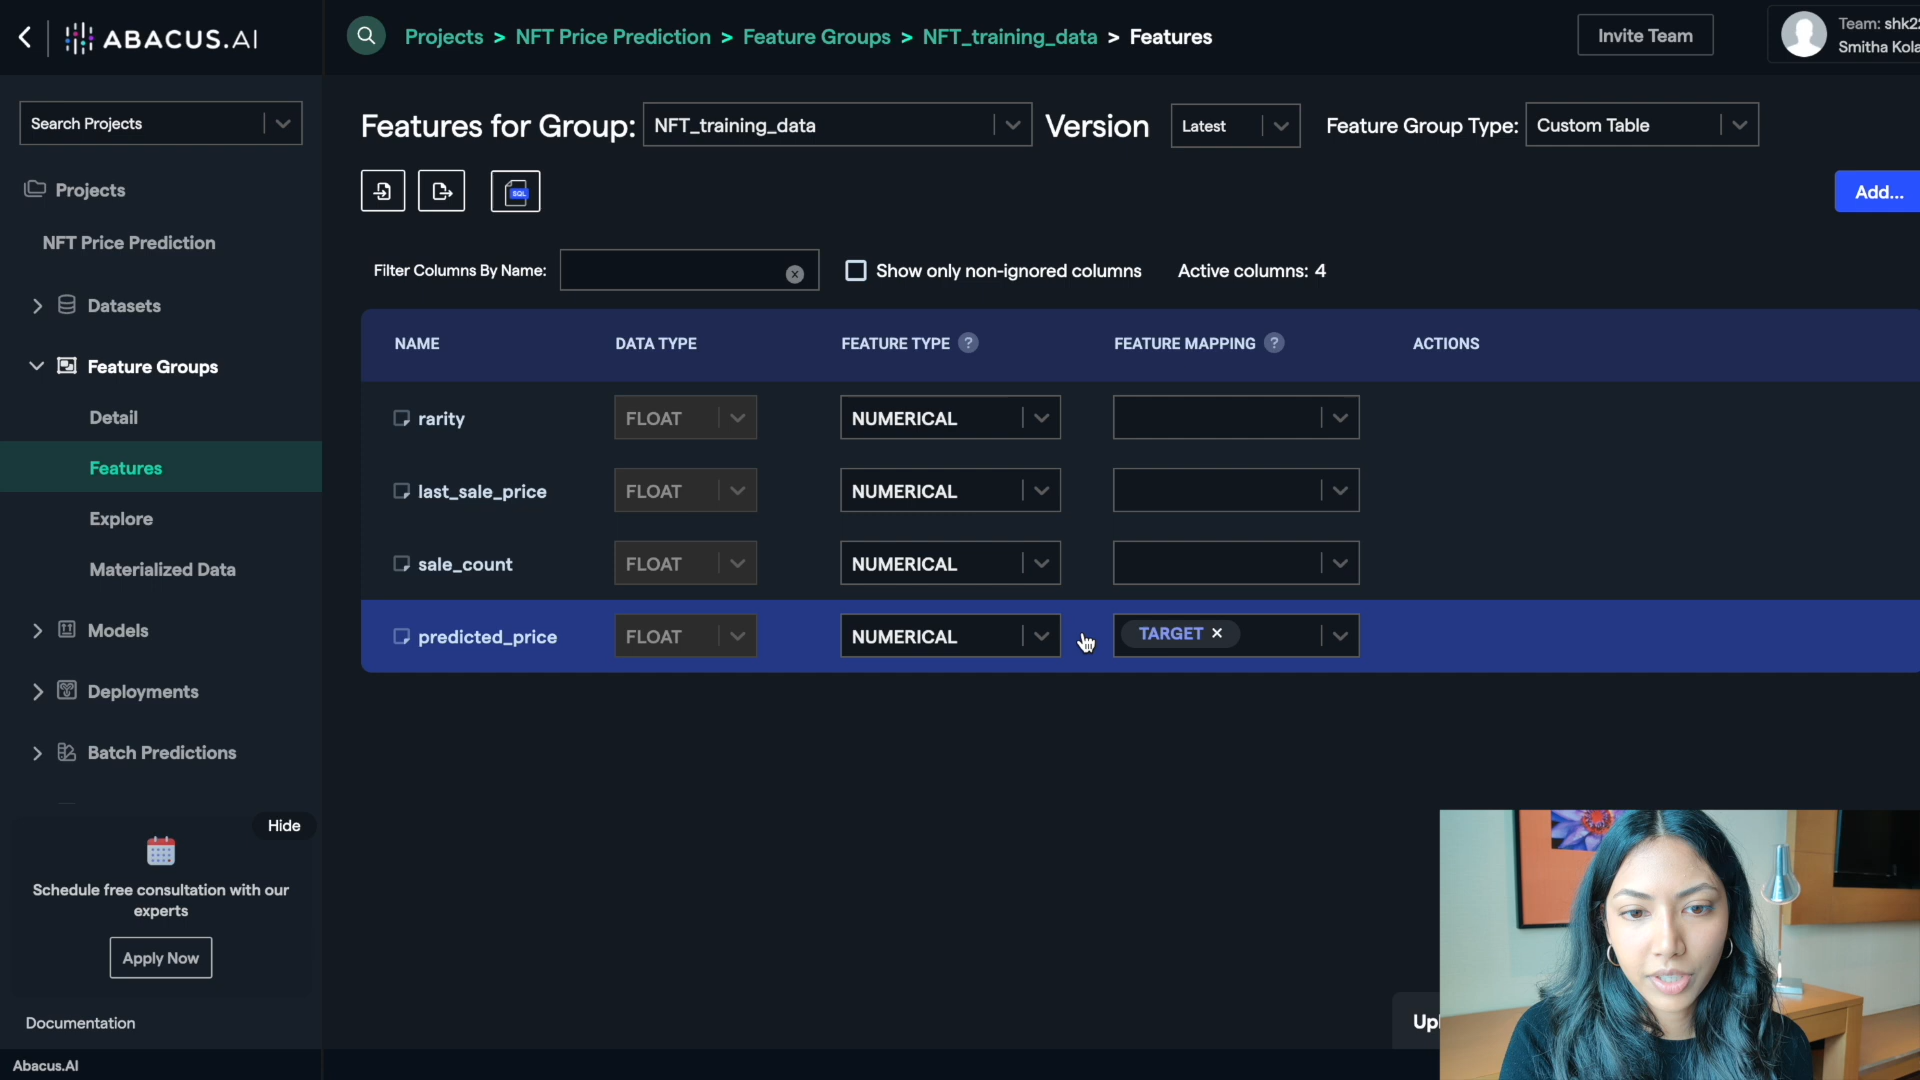 ABACUS.AI
Projects > NFT Price Prediction > Feature Groups > NFT_training_data > Features
Invite Team
Team: shk2
Smitha Kola
Search Projects
Features for Group: NFT_training_data Version Latest Feature Group Type: Custom Table
Projects
SQL
Add...
NFT Price Prediction
Filter Columns By Name: Show only non-ignored columns Active columns: 4
Datasets
NAME DATA TYPE FEATURE TYPE ? FEATURE MAPPING ? ACTIONS
Feature Groups
Detail
rarity FLOAT NUMERICAL
Features
last_sale_price FLOAT NUMERICAL
Explore
sale_count FLOAT NUMERICAL
Materialized Data
predicted_price FLOAT NUMERICAL TARGET ×
Models
Deployments
Batch Predictions
Hide
Schedule free consultation with our
experts
Apply Now
Documentation
Upl
Abacus.AI